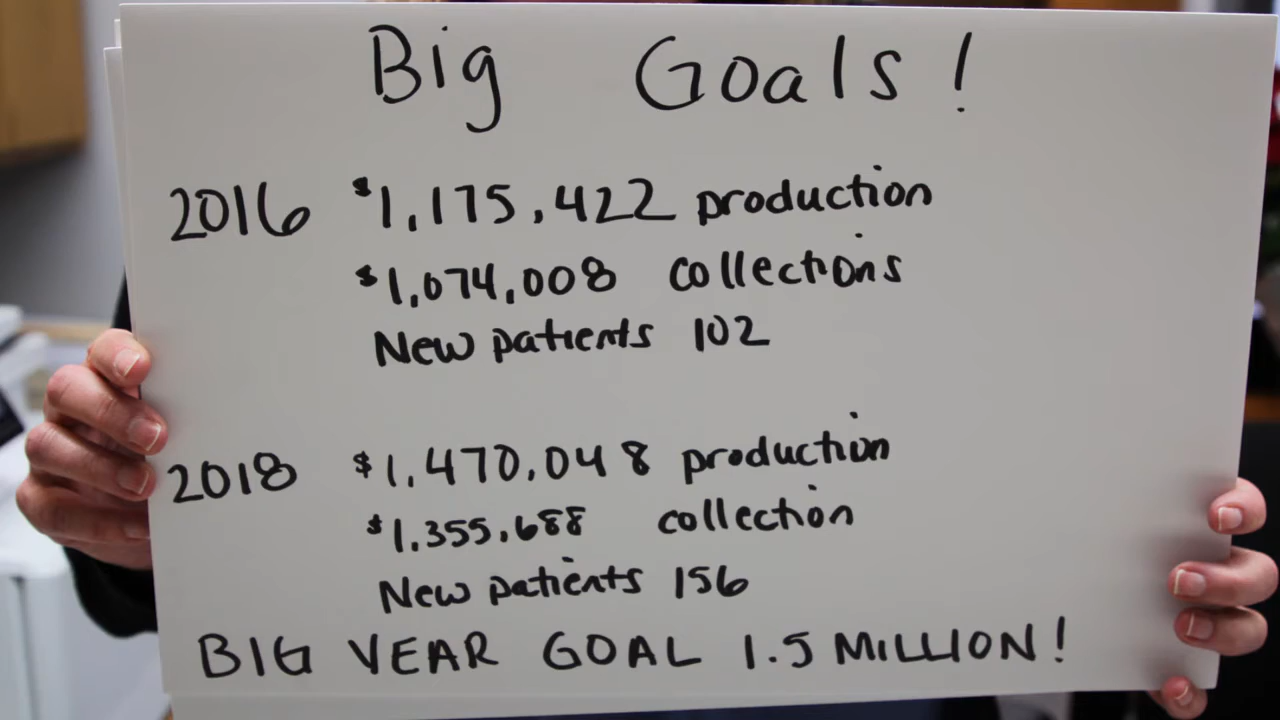 Big Goals!
2016 $1,175,422 production
$1,074,008 collections
New patients 102
2018 $1,470,048 production
$1,355,688 collection
New patients 156
BIG YEAR GOAL 1.5 MILLION!